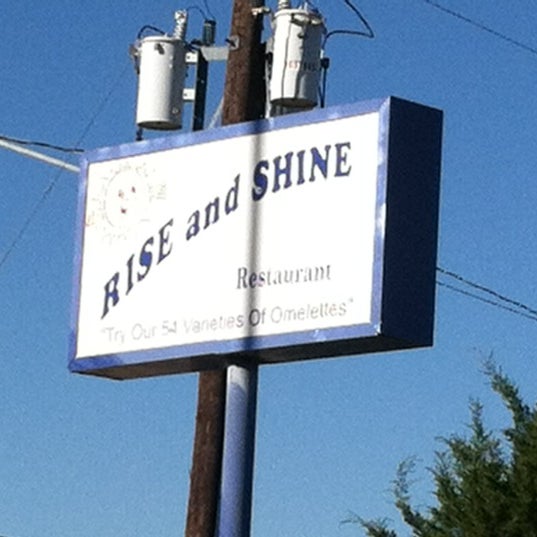 RISE and SHINE
Restaurant
"Try Our 54 Varieties Of Omelettes"